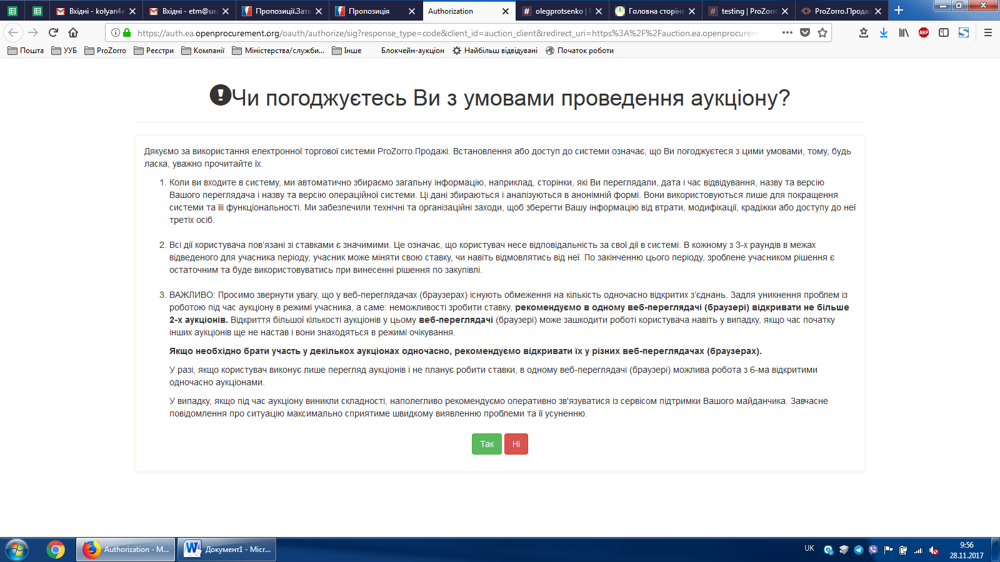 Вхідні - kolyan4e
Вхідні - etm@ue
Пропозиції.Затв
Пропозиція
Authorization
olegprotsenko | P
Головна сторінк
testing | ProZorro
ProZorro.Продаж
https://auth.ea.openprocurement.org/oauth/authorize/sig?response_type=code&client_id=auction_client&redirect_uri=https%3A%2F%2Fauction.ea.openprocurem
Пошта
УУБ
ProZorro
Реєстри
Компанії
Міністерства/служби...
Інше
Блокчейн-аукціон
Найбільш відвідувані
Початок роботи
Чи погоджуєтесь Ви з умовами проведення аукціону?
Дякуємо за використання електронної торгової системи ProZorro.Продажі. Встановлення або доступ до системи означає, що Ви погоджуєтеся з цими умовами, тому, будь
ласка, уважно прочитайте їх.
1. Коли ви входите в систему, ми автоматично збираємо загальну інформацію, наприклад, сторінки, які Ви переглядали, дата і час відвідування, назву та версію
Вашого переглядача і назву та версію операційної системи. Ці дані збираються і аналізуються в анонімній формі. Вони використовуються лише для покращення
системи та її функціональності. Ми забезпечили технічні та організаційні заходи, щоб зберегти Вашу інформацію від втрати, модифікації, крадіжки або доступу до неї
третіх осіб.
2. Всі дії користувача пов’язані зі ставками є значимими. Це означає, що користувач несе відповідальність за свої дії в системі. В кожному з 3-х раундів в межах
відведеного для учасника періоду, учасник може міняти свою ставку, чи навіть відмовлятись від неї. По закінченню цього періоду, зроблене учасником рішення є
остаточним та буде використовуватись при винесенні рішення по закупівлі.
3. ВАЖЛИВО: Просимо звернути увагу, що у веб-переглядачах (браузерах) існують обмеження на кількість одночасно відкритих з’єднань. Задля уникнення проблем із
роботою під час аукціону в режимі учасника, а саме: неможливості зробити ставку, рекомендуємо в одному веб-переглядачі (браузері) відкривати не більше
2-х аукціонів. Відкриття більшої кількості аукціонів у цьому веб-переглядачі (браузері) може зашкодити роботі користувача навіть у випадку, якщо час початку
інших аукціонів ще не настав і вони знаходяться в режимі очікування.
Якщо необхідно брати участь у декількох аукціонах одночасно, рекомендуємо відкривати їх у різних веб-переглядачах (браузерах).
У разі, якщо користувач виконує лише перегляд аукціонів і не планує робити ставки, в одному веб-переглядачі (браузері) можлива робота з 6-ма відкритими
одночасно аукціонами.
У випадку, якщо під час аукціону виникли складності, наполегливо рекомендуємо оперативно зв'язуватися із сервісом підтримки Вашого майданчика. Завчасне
повідомлення про ситуацію максимально сприятиме швидкому виявленню проблеми та її усуненню.
Так
Ні
Authorization - M...
Документ1 - Micr...
UK
9:56
28.11.2017